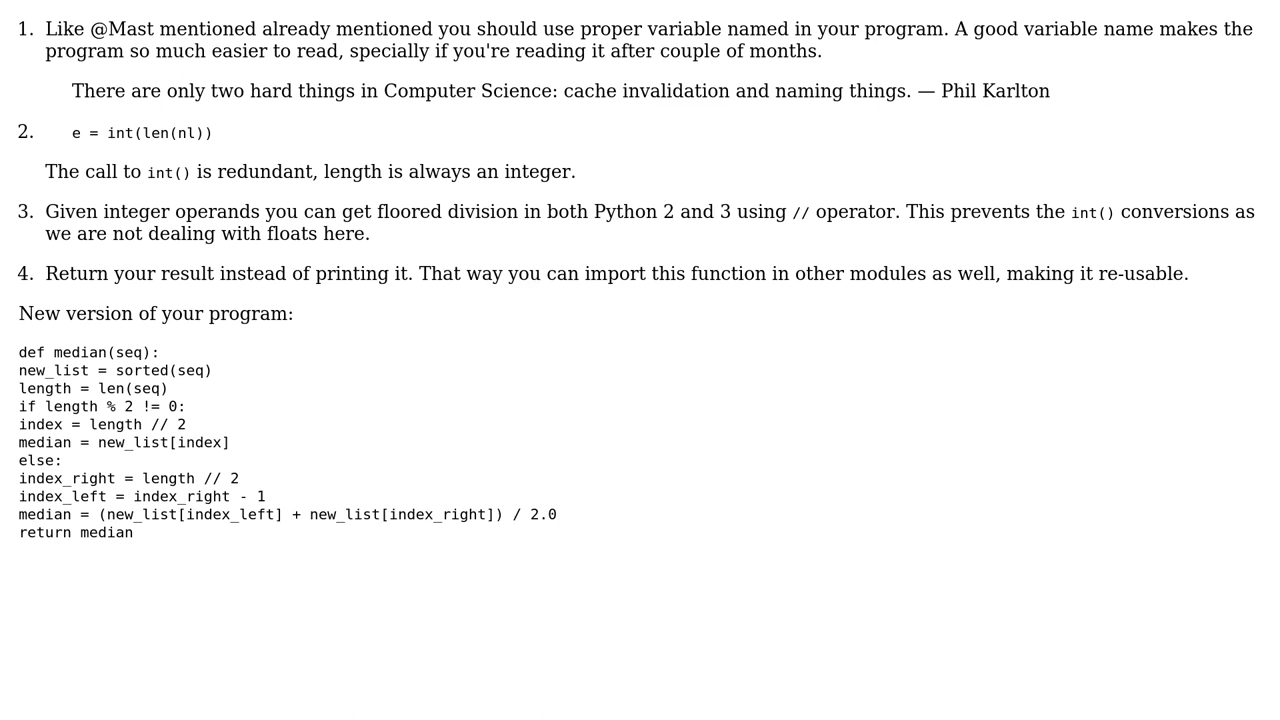 1. Like @Mast mentioned already mentioned you should use proper variable named in your program. A good variable name makes the
program so much easier to read, specially if you're reading it after couple of months.
There are only two hard things in Computer Science: cache invalidation and naming things. — Phil Karlton
2. e = int(len(nl))
The call to int() is redundant, length is always an integer.
3. Given integer operands you can get floored division in both Python 2 and 3 using // operator. This prevents the int() conversions as
we are not dealing with floats here.
4. Return your result instead of printing it. That way you can import this function in other modules as well, making it re-usable.
New version of your program:
def median(seq):
new_list = sorted(seq)
length = len(seq)
if length % 2 != 0:
index = length // 2
median = new_list[index]
else:
index_right = length // 2
index_left = index_right - 1
median = (new_list[index_left] + new_list[index_right]) / 2.0
return median